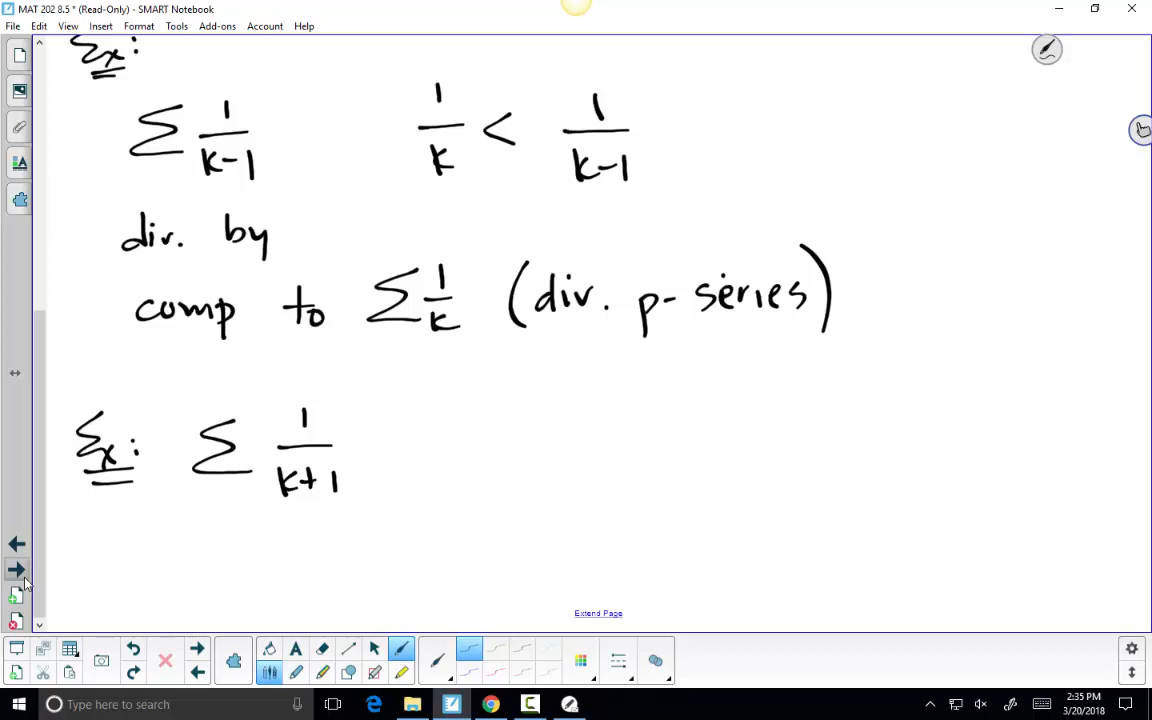 MAT 202 8.5 * (Read-Only) - SMART Notebook
File Edit View Insert Format Tools Add-ons Account Help
Ex:
∑ 1/(k-1)    1/k < 1/(k-1)
div. by
comp to ∑ 1/k (div. p-series)
Ex: ∑ 1/(k+1)
Extend Page
Type here to search
2:35 PM
3/20/2018